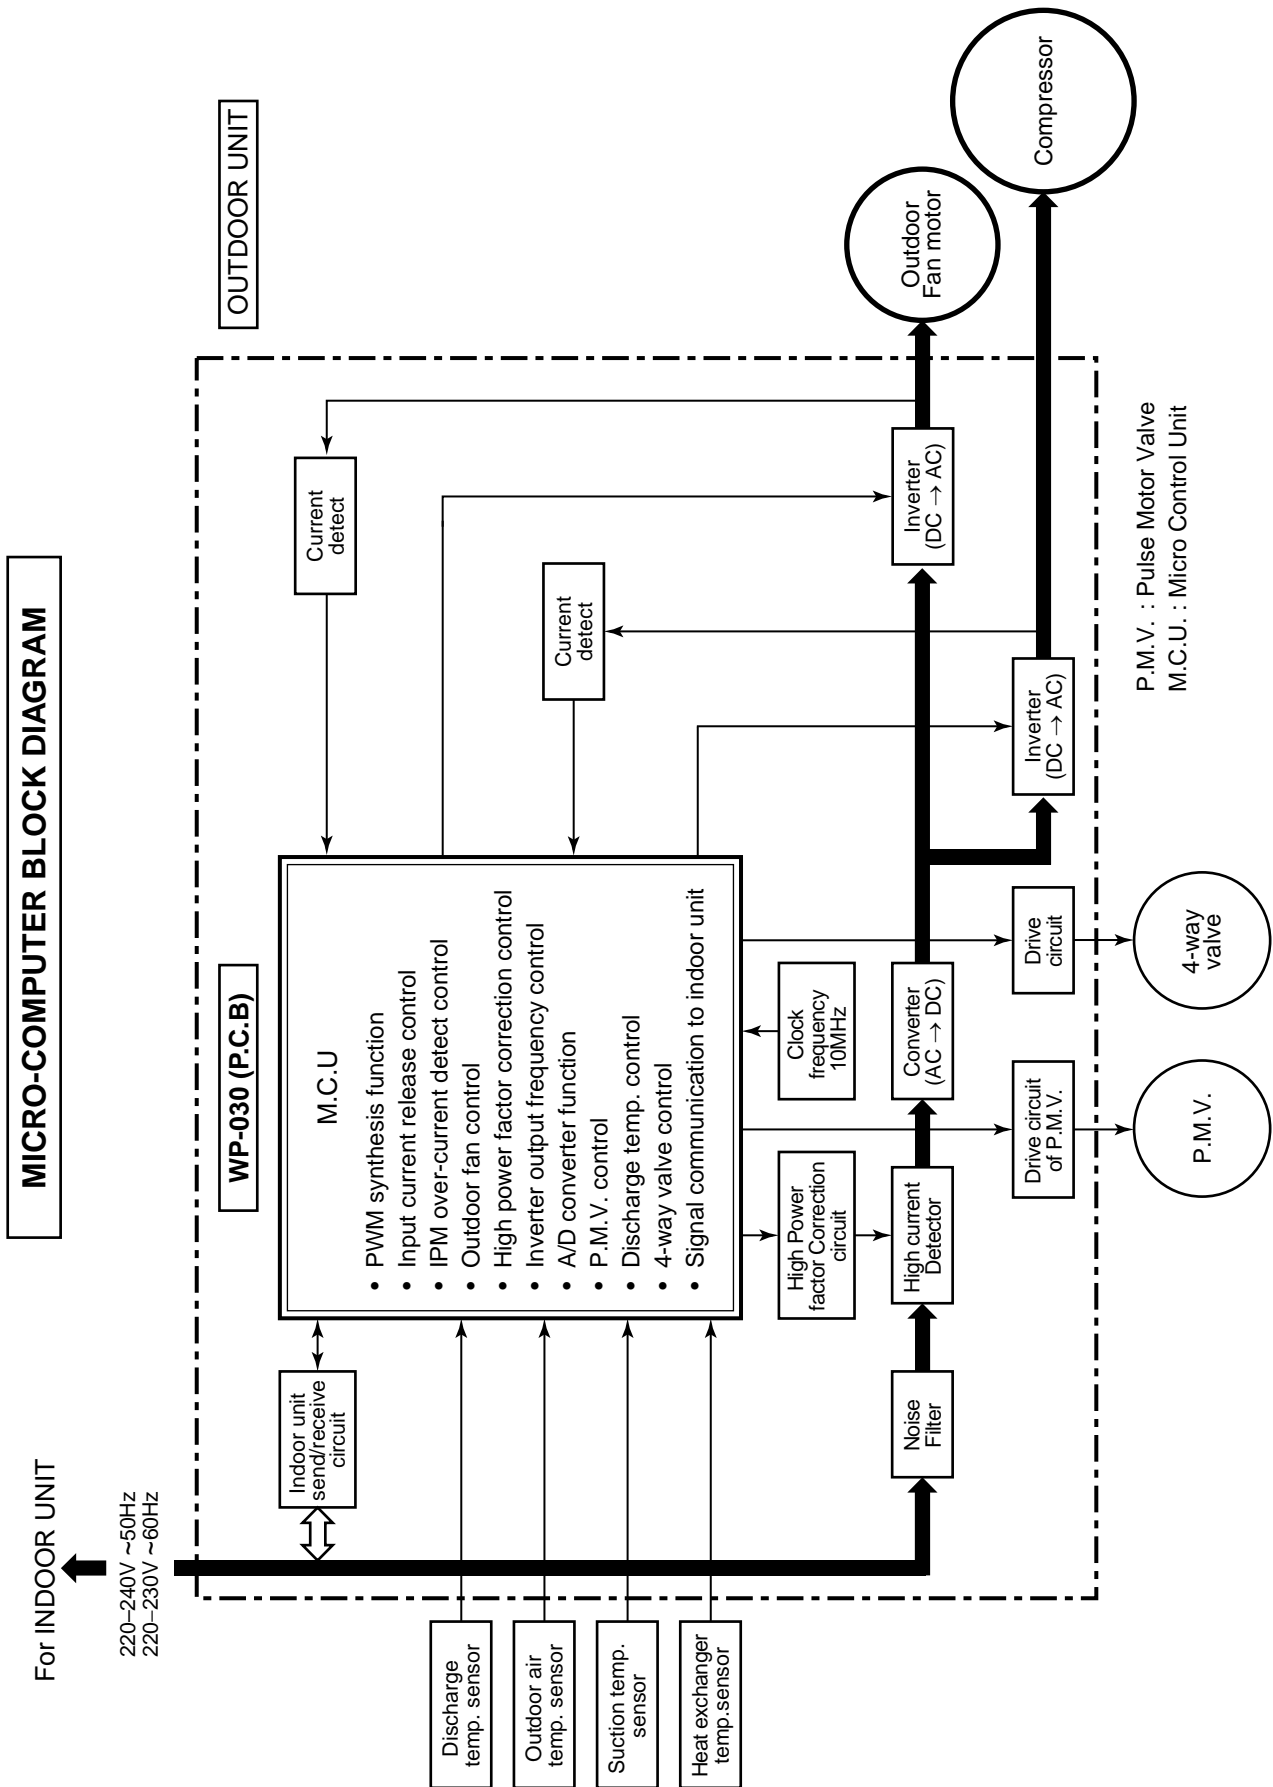 MICRO-COMPUTER BLOCK DIAGRAM
For INDOOR UNIT
220–240V ~50Hz
220–230V ~60Hz
WP-030 (P.C.B)
OUTDOOR UNIT
Discharge
temp. sensor
Outdoor air
temp. sensor
Suction temp.
sensor
Heat exchanger
temp.sensor
Indoor unit
send/receive
circuit
M.C.U
• PWM synthesis function
• Input current release control
• IPM over-current detect control
• Outdoor fan control
• High power factor correction control
• Inverter output frequency control
• A/D converter function
• P.M.V. control
• Discharge temp. control
• 4-way valve control
• Signal communication to indoor unit
Current
detect
Current
detect
High Power
factor Correction
circuit
Clock
frequency
10MHz
Noise
Filter
High current
Detector
Converter
(AC → DC)
Inverter
(DC → AC)
Outdoor
Fan motor
Drive circuit
of P.M.V.
Drive
circuit
Inverter
(DC → AC)
Compressor
P.M.V.
4-way
valve
P.M.V. : Pulse Motor Valve
M.C.U. : Micro Control Unit